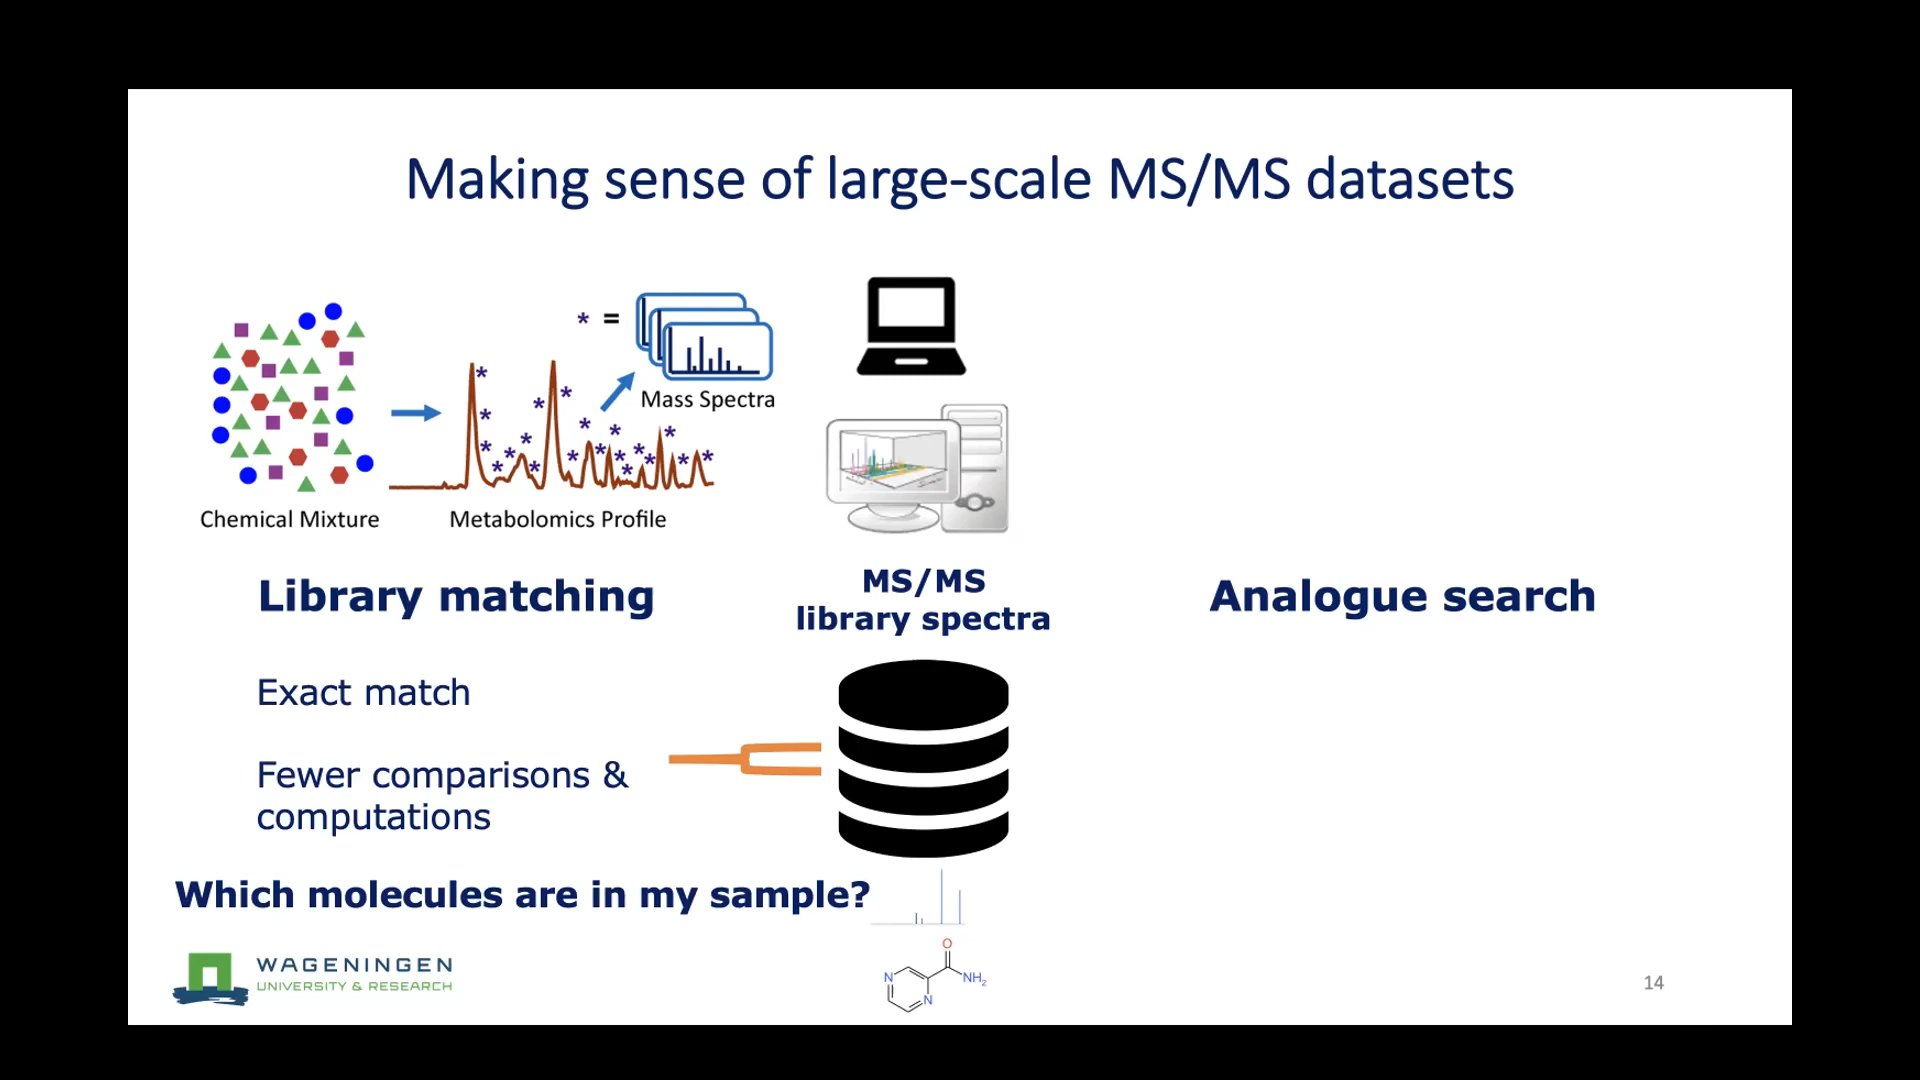 Making sense of large-scale MS/MS datasets
* =
Mass Spectra
Chemical Mixture
Metabolomics Profile
Library matching
MS/MS
library spectra
Analogue search
Exact match
Fewer comparisons &
computations
Which molecules are in my sample?
WAGENINGEN
UNIVERSITY & RESEARCH
O
N
NH2
N
14